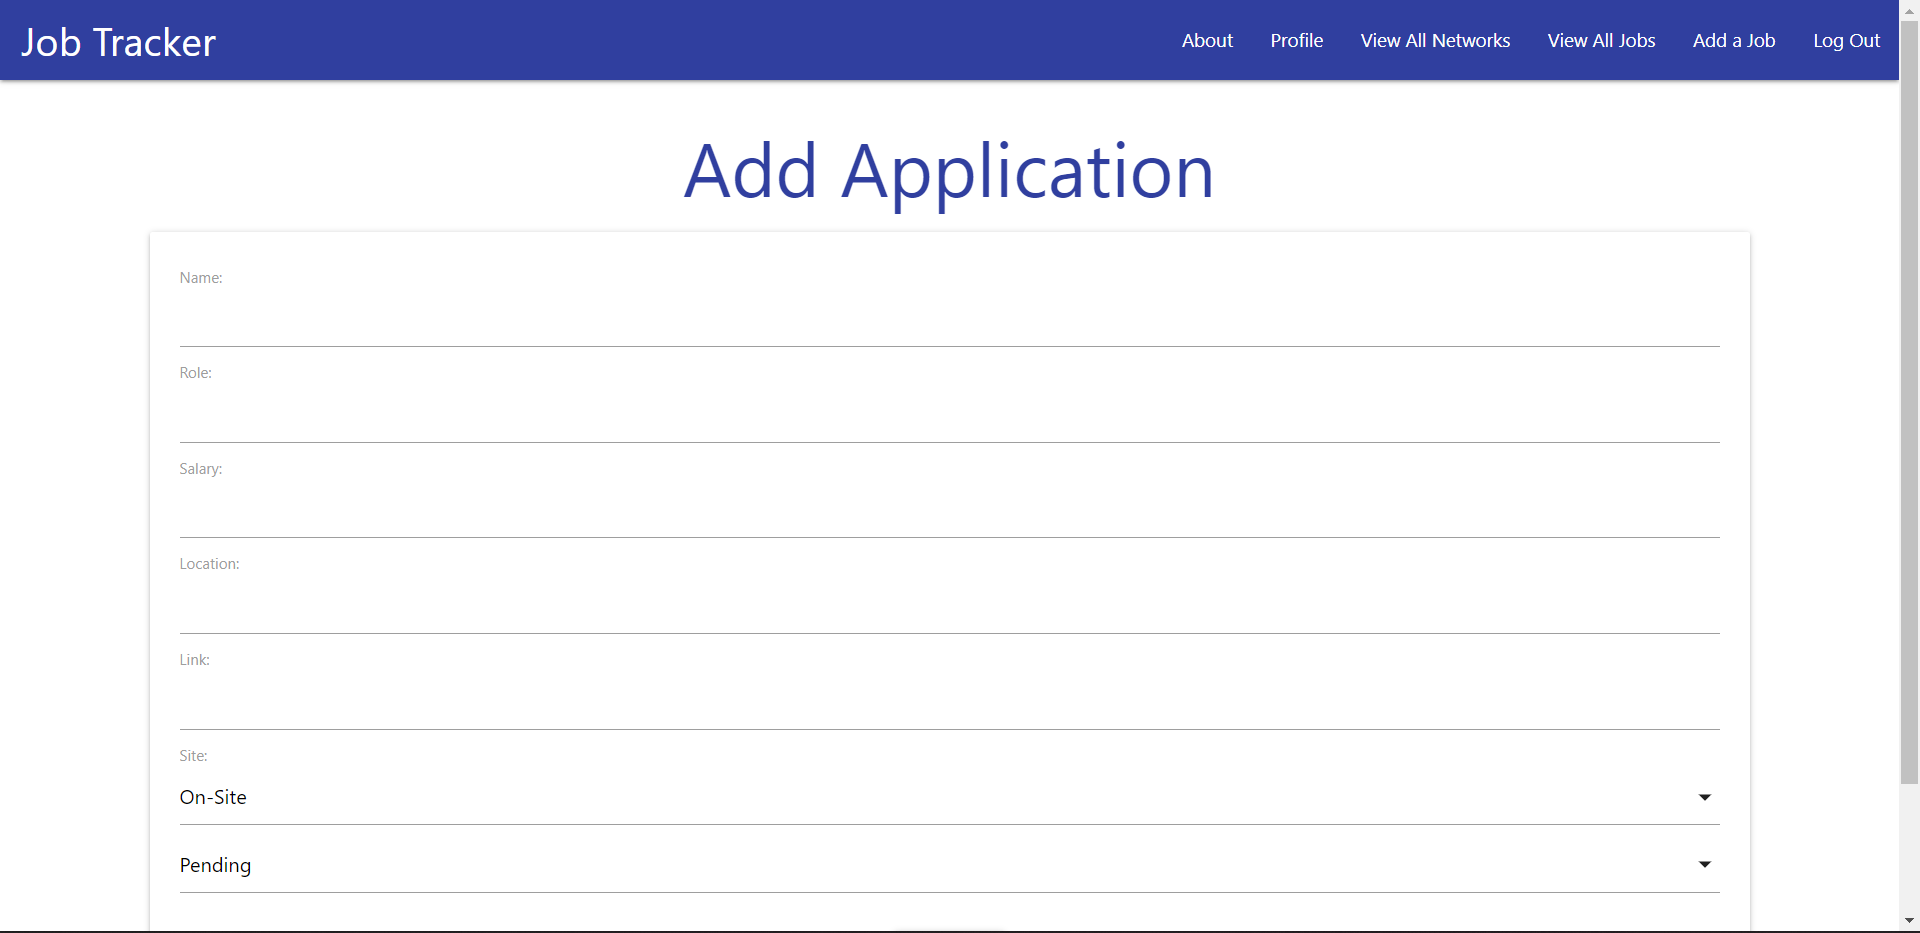 Job Tracker
About Profile View All Networks View All Jobs Add a Job Log Out
Add Application
Name:
Role:
Salary:
Location:
Link:
Site:
On-Site
Pending